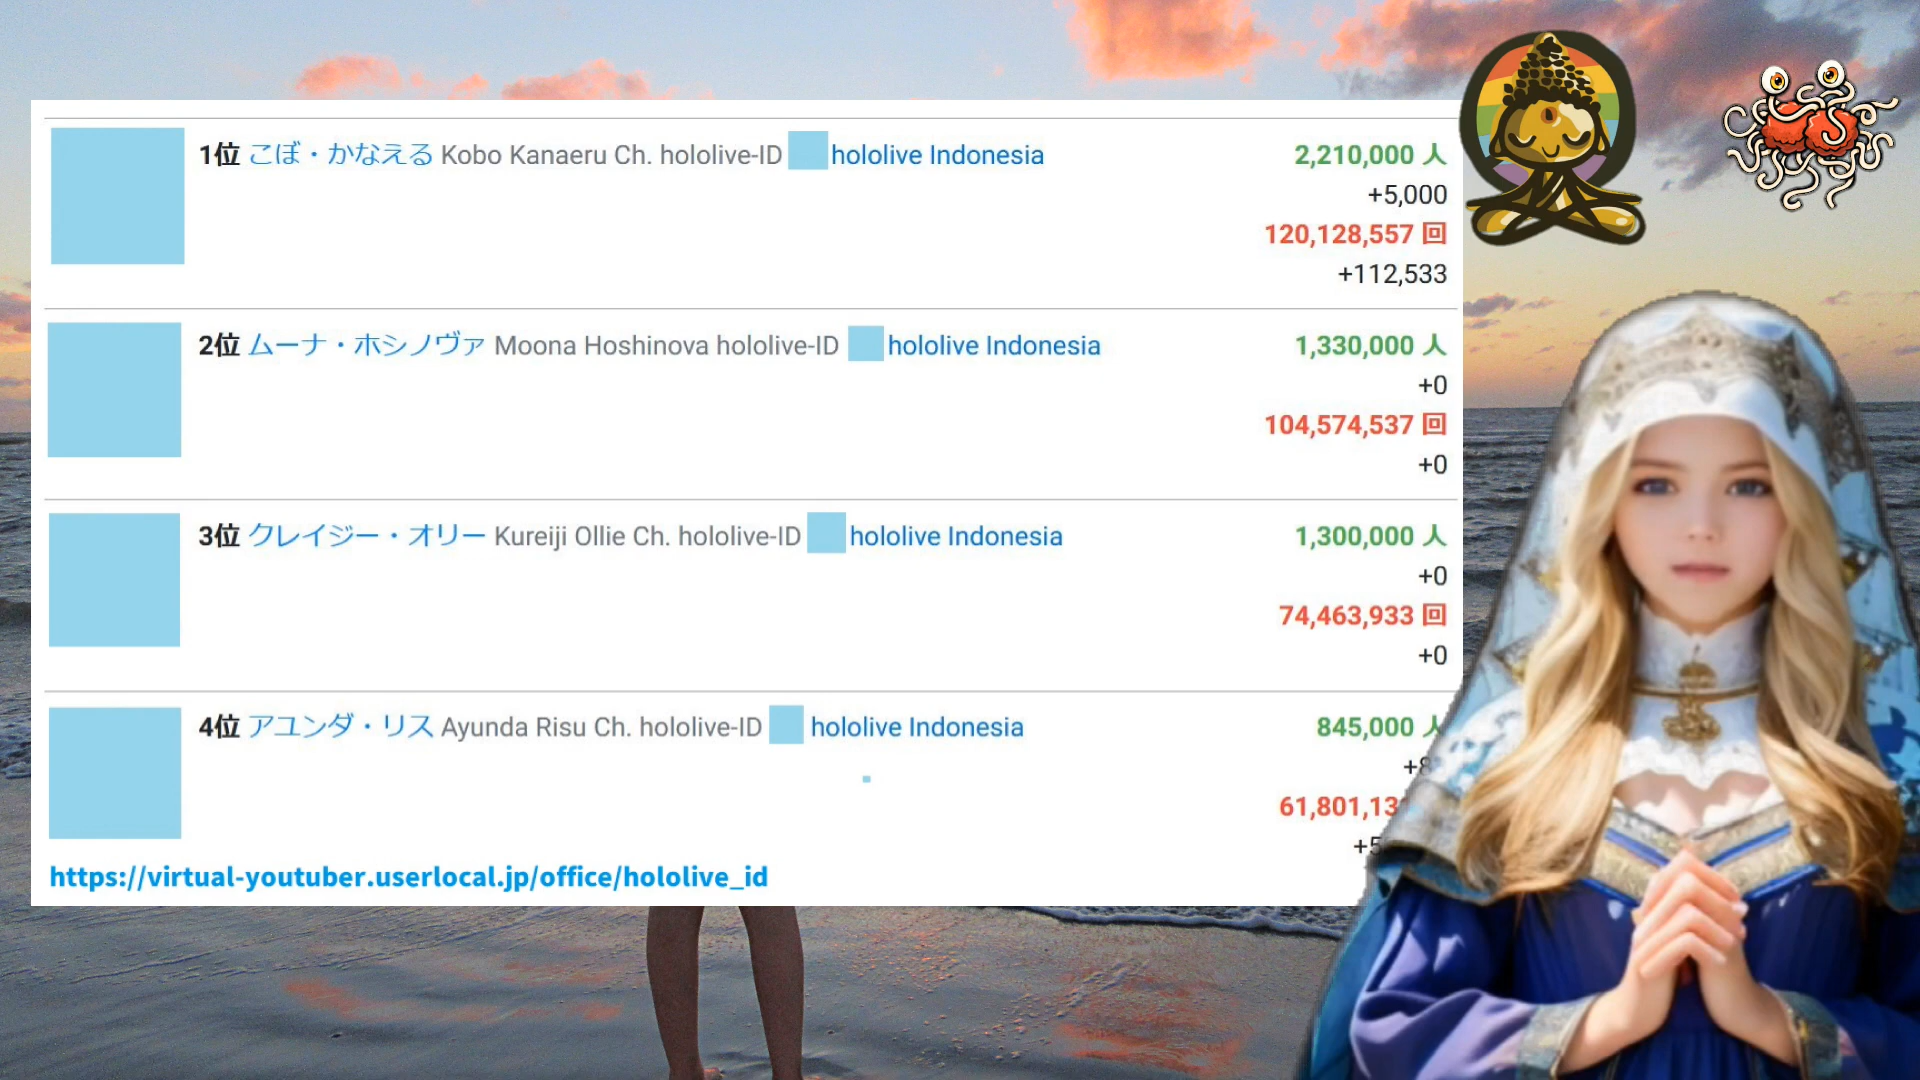 1位 こぼ・かなえる Kobo Kanaeru Ch. hololive-ID hololive Indonesia 2,210,000 人
+5,000
120,128,557 回
+112,533
2位 ムーナ・ホシノヴァ Moona Hoshinova hololive-ID hololive Indonesia 1,330,000 人
+0
104,574,537 回
+0
3位 クレイジー・オリー Kureiji Ollie Ch. hololive-ID hololive Indonesia 1,300,000 人
+0
74,463,933 回
+0
4位 アユンダ・リス Ayunda Risu Ch. hololive-ID hololive Indonesia 845,000 人
https://virtual-youtuber.userlocal.jp/office/hololive_id